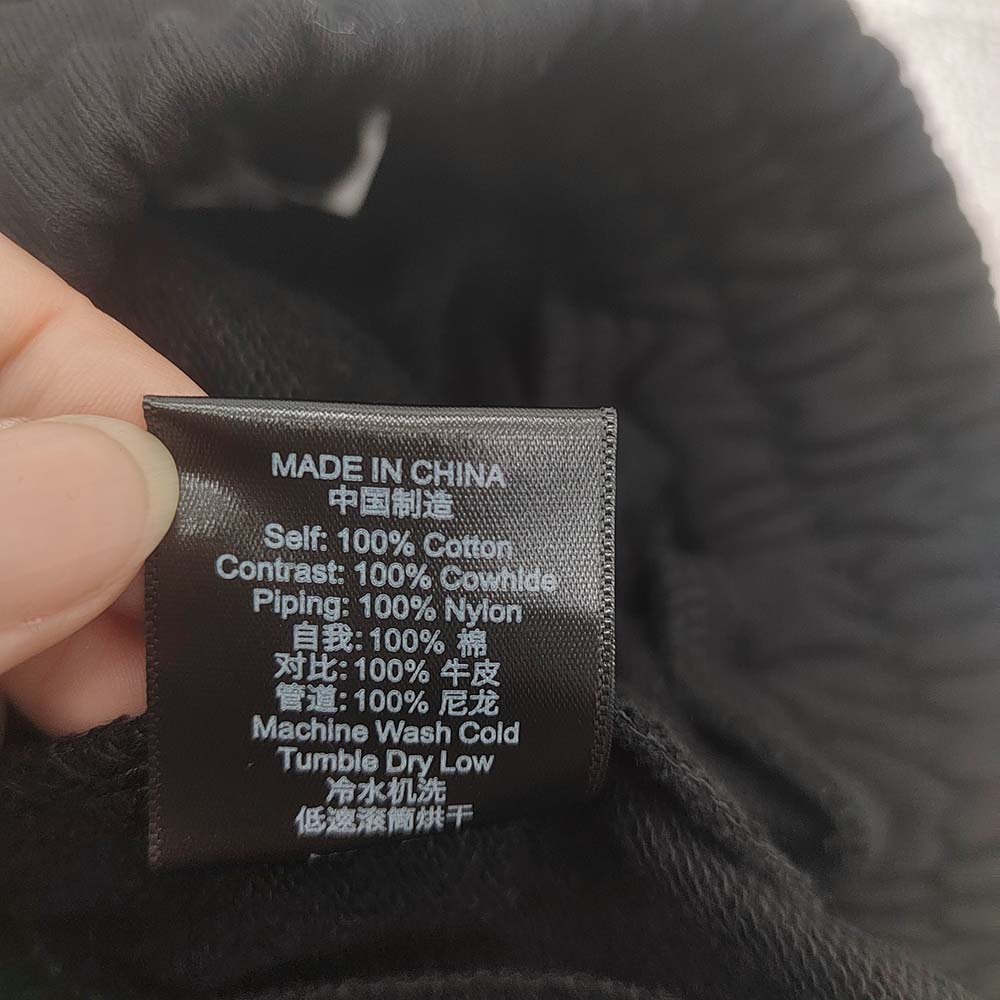 MADE IN CHINA
中国制造
Self: 100% Cotton
Contrast: 100% Cowhide
Piping: 100% Nylon
自我: 100% 棉
对比: 100% 牛皮
管道: 100% 尼龙
Machine Wash Cold
Tumble Dry Low
冷水机洗
低速滚筒烘干